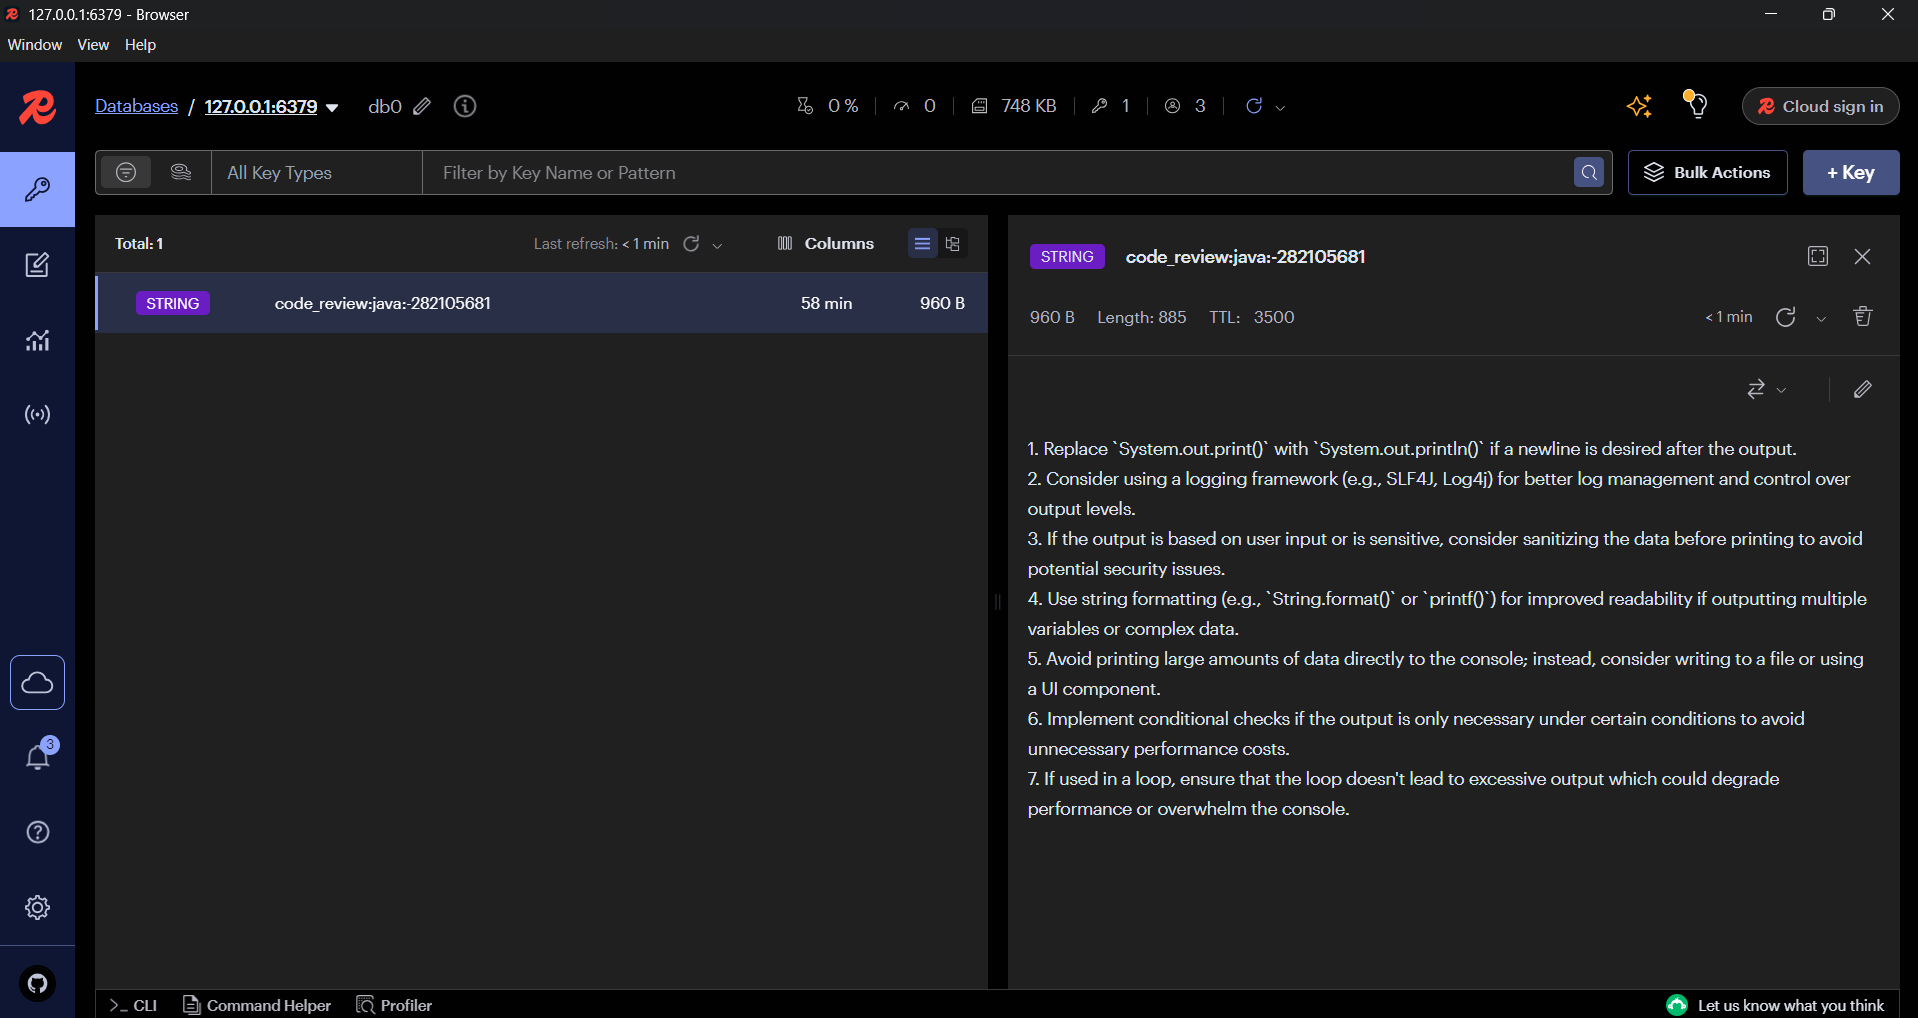 127.0.0.1:6379 - Browser
Window View Help
Databases / 127.0.0.1:6379 db0 0 % 0 748 KB 1 3 Cloud sign in
All Key Types Filter by Key Name or Pattern Bulk Actions + Key
Total: 1 Last refresh: < 1 min Columns
STRING code_review:java:-282105681 58 min 960 B
STRING code_review:java:-282105681
960 B Length: 885 TTL: 3500 < 1 min
1. Replace `System.out.print()` with `System.out.println()` if a newline is desired after the output.
2. Consider using a logging framework (e.g., SLF4J, Log4j) for better log management and control over
output levels.
3. If the output is based on user input or is sensitive, consider sanitizing the data before printing to avoid
potential security issues.
4. Use string formatting (e.g., `String.format()` or `printf()`) for improved readability if outputting multiple
variables or complex data.
5. Avoid printing large amounts of data directly to the console; instead, consider writing to a file or using
a UI component.
6. Implement conditional checks if the output is only necessary under certain conditions to avoid
unnecessary performance costs.
7. If used in a loop, ensure that the loop doesn't lead to excessive output which could degrade
performance or overwhelm the console.
3
>_ CLI Command Helper Profiler Let us know what you think